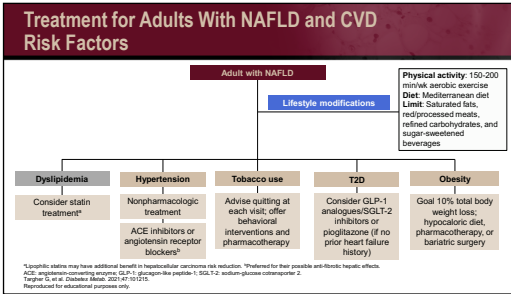 Treatment for Adults With NAFLD and CVD
Risk Factors
Adult with NAFLD
Lifestyle modifications
Physical activity: 150-200
min/wk aerobic exercise
Diet: Mediterranean diet
Limit: Saturated fats,
red/processed meats,
refined carbohydrates, and
sugar-sweetened
beverages
Dyslipidemia
Consider statin
treatmentª
Hypertension
Nonpharmacologic
treatment
ACE inhibitors or
angiotensin receptor
blockersᵇ
Tobacco use
Advise quitting at
each visit; offer
behavioral
interventions and
pharmacotherapy
T2D
Consider GLP-1
analogues/SGLT-2
inhibitors or
pioglitazone (if no
prior heart failure
history)
Obesity
Goal 10% total body
weight loss;
hypocaloric diet,
pharmacotherapy, or
bariatric surgery
ªLipophilic statins may have additional benefit in hepatocellular carcinoma risk reduction. ᵇPreferred for their possible anti-fibrotic hepatic effects.
ACE: angiotensin-converting enzyme; GLP-1: glucagon-like peptide-1; SGLT-2: sodium-glucose cotransporter 2.
Targher G, et al. Diabetes Metab. 2021;47:101215.
Reproduced for educational purposes only.